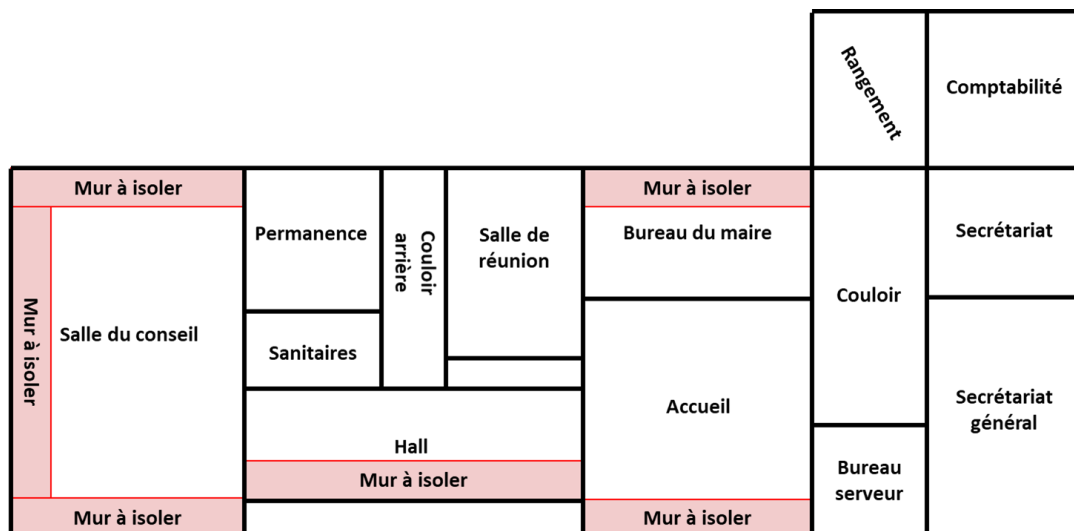 Rangement
Comptabilité
Mur à isoler
Mur à isoler
Permanence
Couloir
arrière
Salle de
réunion
Bureau du maire
Secrétariat
Couloir
Mur à isoler
Salle du conseil
Sanitaires
Accueil
Secrétariat
général
Hall
Mur à isoler
Bureau
serveur
Mur à isoler
Mur à isoler